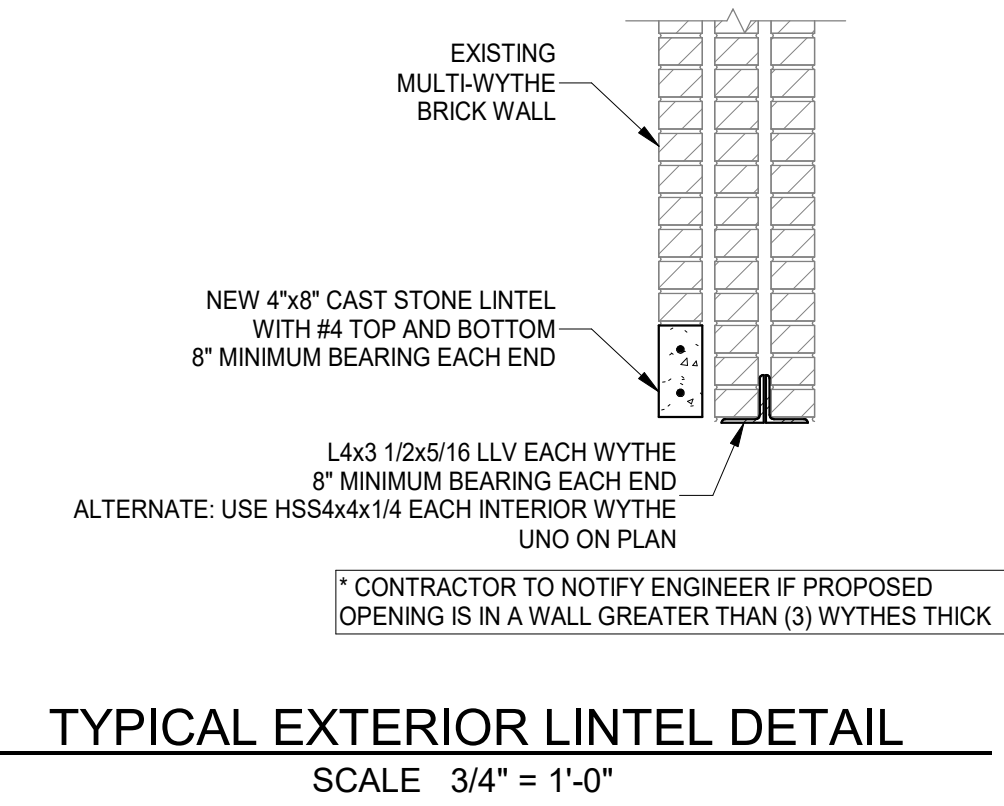 EXISTING
MULTI-WYTHE
BRICK WALL
NEW 4"x8" CAST STONE LINTEL
WITH #4 TOP AND BOTTOM
8" MINIMUM BEARING EACH END
L4x3 1/2x5/16 LLV EACH WYTHE
8" MINIMUM BEARING EACH END
ALTERNATE: USE HSS4x4x1/4 EACH INTERIOR WYTHE
UNO ON PLAN
* CONTRACTOR TO NOTIFY ENGINEER IF PROPOSED
OPENING IS IN A WALL GREATER THAN (3) WYTHES THICK
TYPICAL EXTERIOR LINTEL DETAIL
SCALE 3/4" = 1'-0"